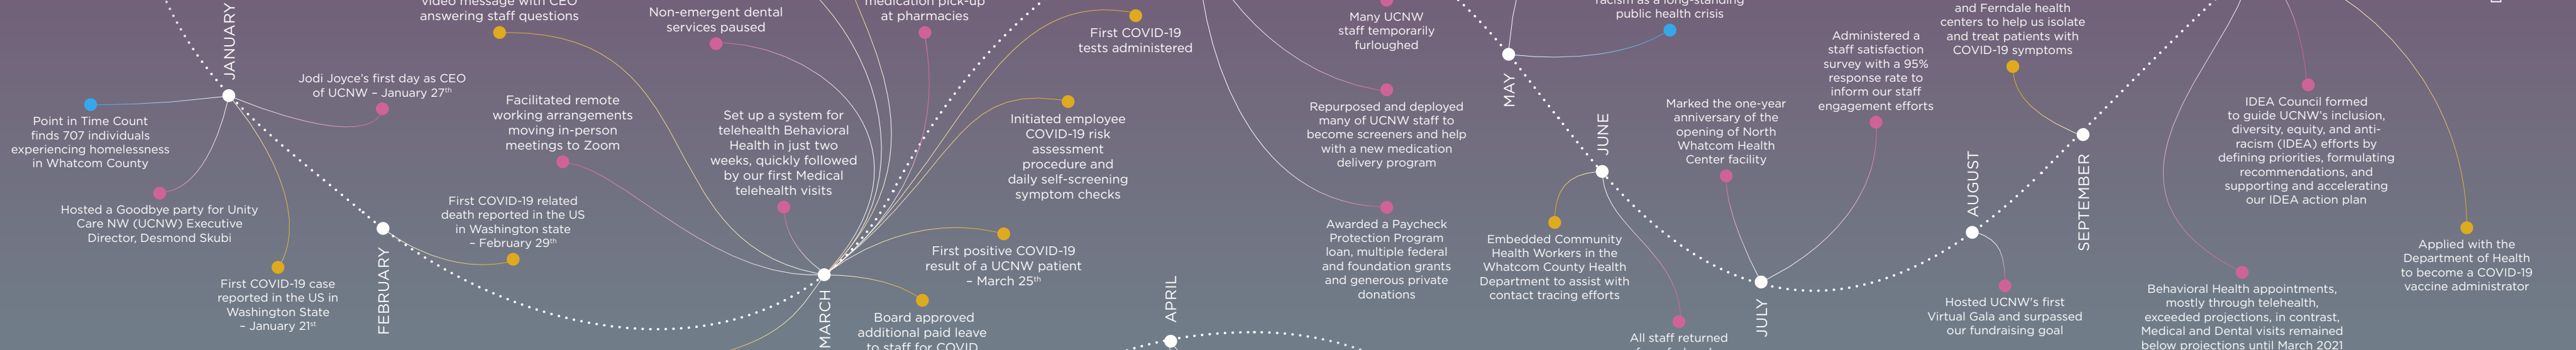 JANUARY
Point in Time Count
finds 707 individuals
experiencing homelessness
in Whatcom County
Jodi Joyce's first day as CEO
of UCNW – January 27th
Hosted a Goodbye party for Unity
Care NW (UCNW) Executive
Director, Desmond Skubi
First COVID-19 case
reported in the US in
Washington State
– January 21st
FEBRUARY
First COVID-19 related
death reported in the US
in Washington state
– February 29th
video message with CEO
answering staff questions
Facilitated remote
working arrangements
moving in-person
meetings to Zoom
Non-emergent dental
services paused
Set up a system for
telehealth Behavioral
Health in just two
weeks, quickly followed
by our first Medical
telehealth visits
MARCH
medication pick-up
at pharmacies
First COVID-19
tests administered
Initiated employee
COVID-19 risk
assessment
procedure and
daily self-screening
symptom checks
First positive COVID-19
result of a UCNW patient
– March 25th
Board approved
additional paid leave
to staff for COVID
APRIL
Many UCNW
staff temporarily
furloughed
Repurposed and deployed
many of UCNW staff to
become screeners and help
with a new medication
delivery program
Awarded a Paycheck
Protection Program
loan, multiple federal
and foundation grants
and generous private
donations
MAY
racism as a long-standing
public health crisis
JUNE
Embedded Community
Health Workers in the
Whatcom County Health
Department to assist with
contact tracing efforts
All staff returned
Marked the one-year
anniversary of the
opening of North
Whatcom Health
Center facility
Administered a
staff satisfaction
survey with a 95%
response rate to
inform our staff
engagement efforts
JULY
AUGUST
Hosted UCNW's first
Virtual Gala and surpassed
our fundraising goal
and Ferndale health
centers to help us isolate
and treat patients with
COVID-19 symptoms
SEPTEMBER
IDEA Council formed
to guide UCNW's inclusion,
diversity, equity, and anti-
racism (IDEA) efforts by
defining priorities, formulating
recommendations, and
supporting and accelerating
our IDEA action plan
Behavioral Health appointments,
mostly through telehealth,
exceeded projections, in contrast,
Medical and Dental visits remained
below projections until March 2021
Applied with the
Department of Health
to become a COVID-19
vaccine administrator